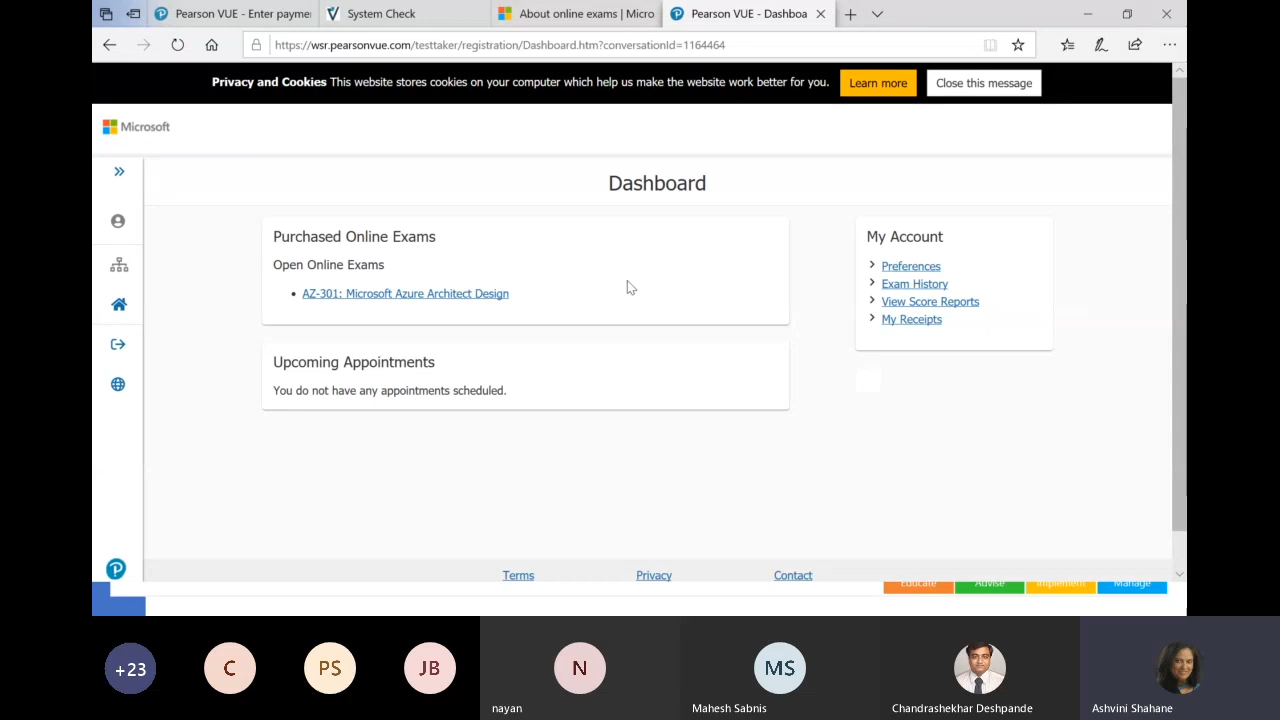 Pearson VUE - Enter payme
System Check
About online exams | Micro
Pearson VUE - Dashboa
https://wsr.pearsonvue.com/testtaker/registration/Dashboard.htm?conversationId=1164464
Privacy and Cookies This website stores cookies on your computer which help us make the website work better for you.
Learn more
Close this message
Microsoft
Dashboard
Purchased Online Exams
Open Online Exams
AZ-301: Microsoft Azure Architect Design
Upcoming Appointments
You do not have any appointments scheduled.
My Account
Preferences
Exam History
View Score Reports
My Receipts
Terms
Privacy
Contact
Educate
Advise
Implement
Manage
+23
C
PS
JB
N
MS
nayan
Mahesh Sabnis
Chandrashekhar Deshpande
Ashvini Shahane